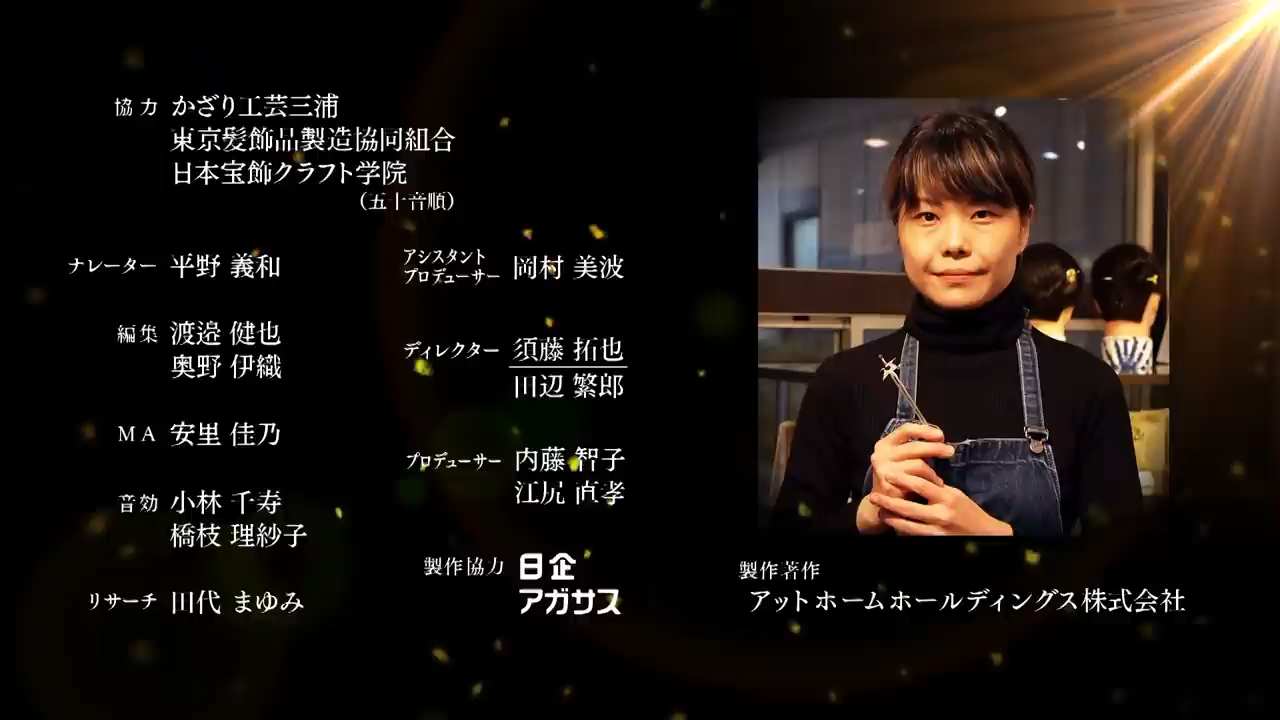 協力 かざり工芸三浦
東京髪飾品製造協同組合
日本宝飾クラフト学院
（五十音順）
ナレーター 平野 義和
編集 渡邉 健也
奥野 伊織
MA 安里 佳乃
音効 小林 千寿
橋枝 理紗子
リサーチ 田代 まゆみ
アシスタント
プロデューサー 岡村 美波
ディレクター 須藤 拓也
田辺 繁郎
プロデューサー 内藤 智子
江尻 直孝
製作協力 日企
アガサス
製作著作
アットホームホールディングス株式会社